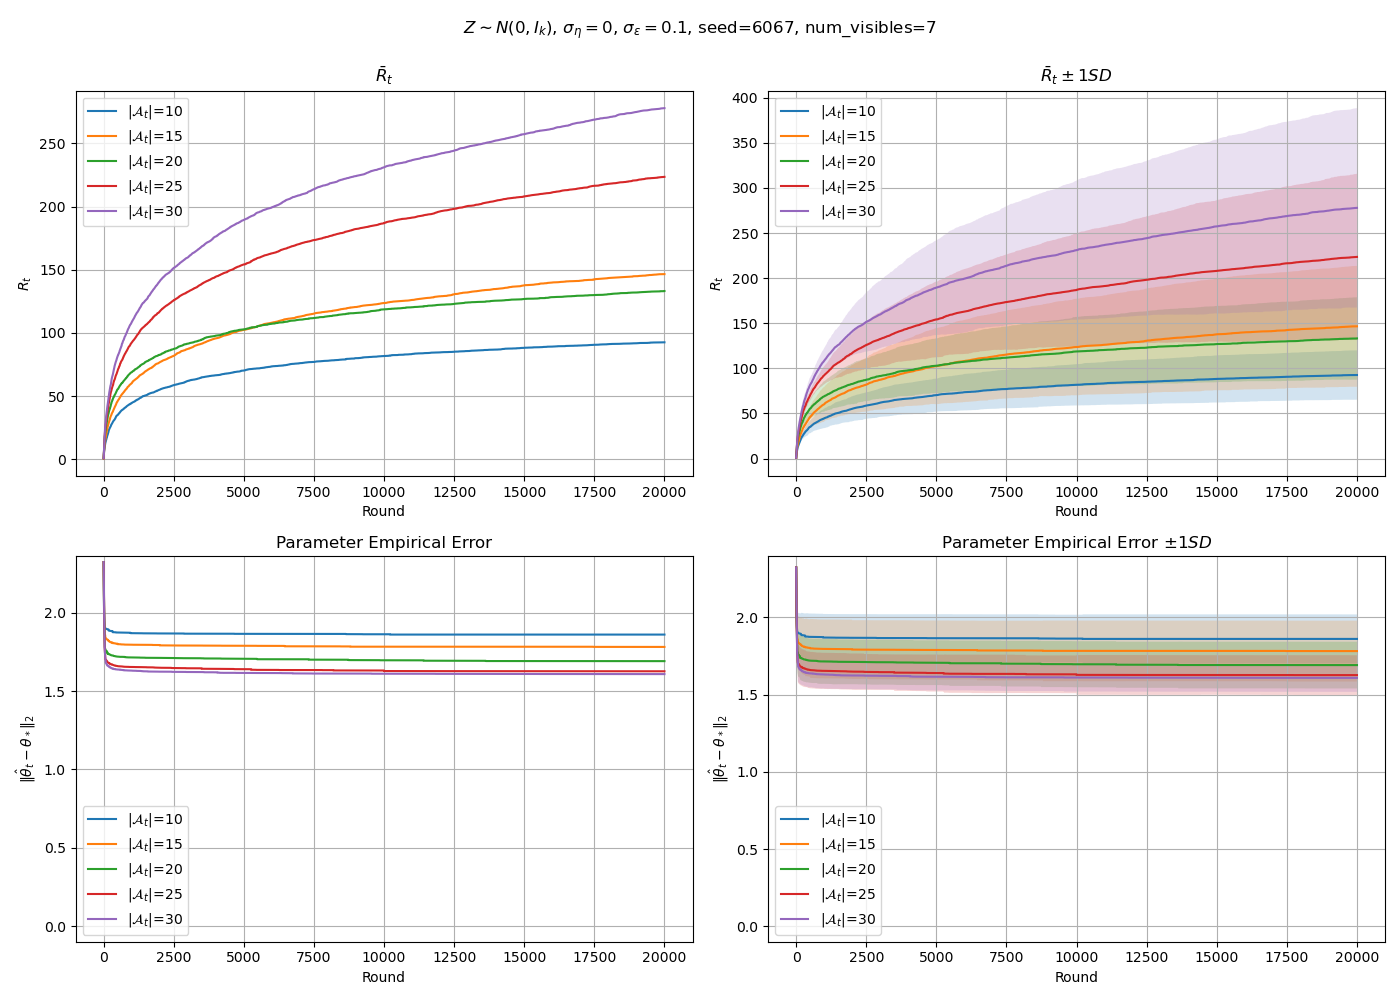 Z ∼ N(0, I_k), σ_η = 0, σ_ε = 0.1, seed=6067, num_visibles=7
R̄_t
R_t
250
200
150
100
50
0
|𝒜_t|=10
|𝒜_t|=15
|𝒜_t|=20
|𝒜_t|=25
|𝒜_t|=30
0 2500 5000 7500 10000 12500 15000 17500 20000
Round
R̄_t ± 1SD
R_t
400
350
300
250
200
150
100
50
0
|𝒜_t|=10
|𝒜_t|=15
|𝒜_t|=20
|𝒜_t|=25
|𝒜_t|=30
0 2500 5000 7500 10000 12500 15000 17500 20000
Round
Parameter Empirical Error
‖θ̂_t − θ_*‖_2
2.0
1.5
1.0
0.5
0.0
|𝒜_t|=10
|𝒜_t|=15
|𝒜_t|=20
|𝒜_t|=25
|𝒜_t|=30
0 2500 5000 7500 10000 12500 15000 17500 20000
Round
Parameter Empirical Error ±1SD
‖θ̂_t − θ_*‖_2
2.0
1.5
1.0
0.5
0.0
|𝒜_t|=10
|𝒜_t|=15
|𝒜_t|=20
|𝒜_t|=25
|𝒜_t|=30
0 2500 5000 7500 10000 12500 15000 17500 20000
Round